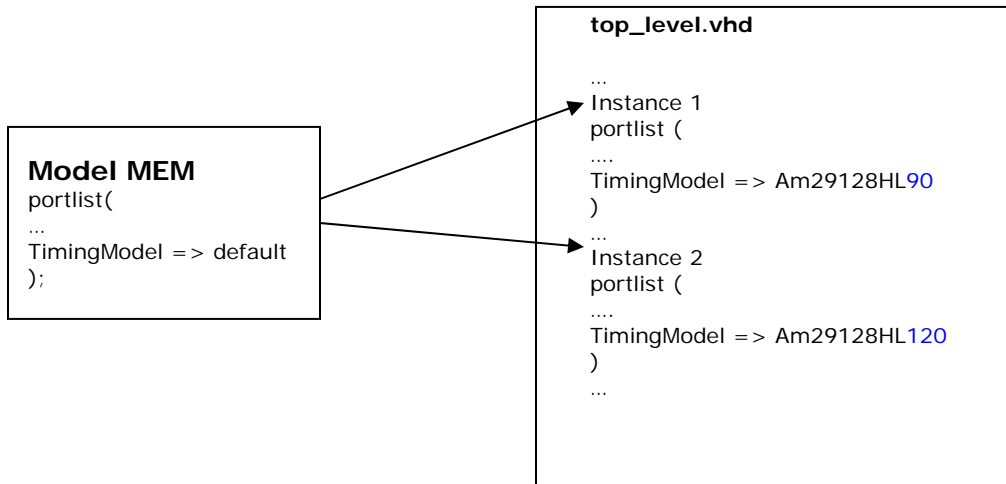 Model MEM
portlist(
...
TimingModel => default
);
top_level.vhd
...
Instance 1
portlist (
....
TimingModel => Am29128HL90
)
...
Instance 2
portlist (
....
TimingModel => Am29128HL120
)
...